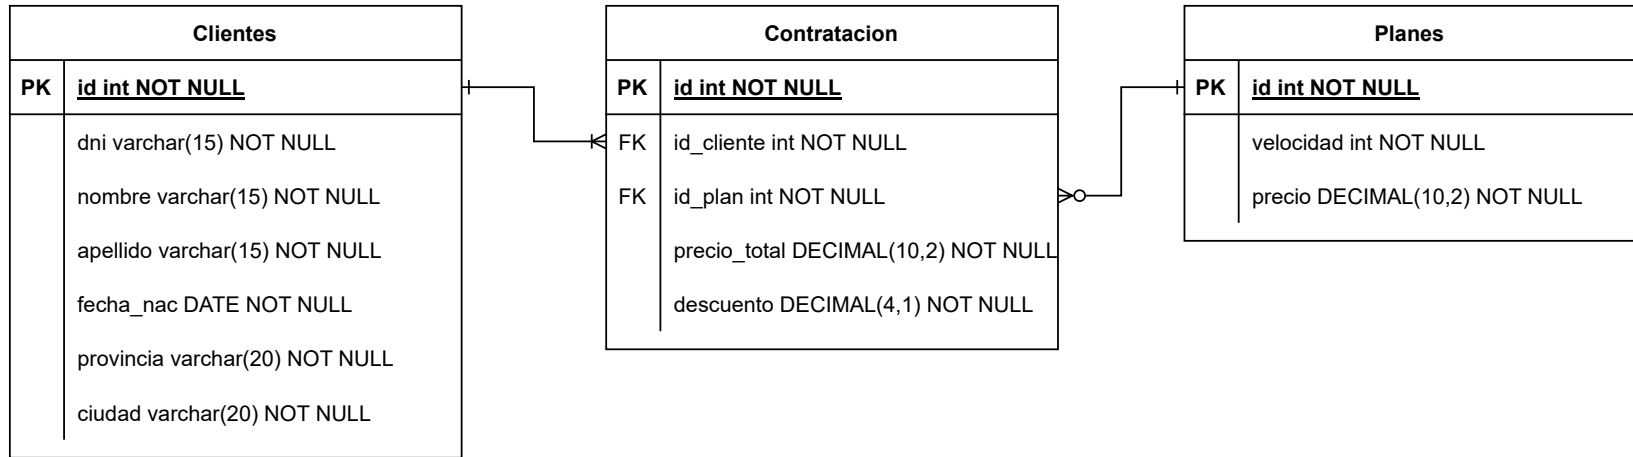 Clientes
PK id int NOT NULL
dni varchar(15) NOT NULL
nombre varchar(15) NOT NULL
apellido varchar(15) NOT NULL
fecha_nac DATE NOT NULL
provincia varchar(20) NOT NULL
ciudad varchar(20) NOT NULL
Contratacion
PK id int NOT NULL
FK id_cliente int NOT NULL
FK id_plan int NOT NULL
precio_total DECIMAL(10,2) NOT NULL
descuento DECIMAL(4,1) NOT NULL
Planes
PK id int NOT NULL
velocidad int NOT NULL
precio DECIMAL(10,2) NOT NULL